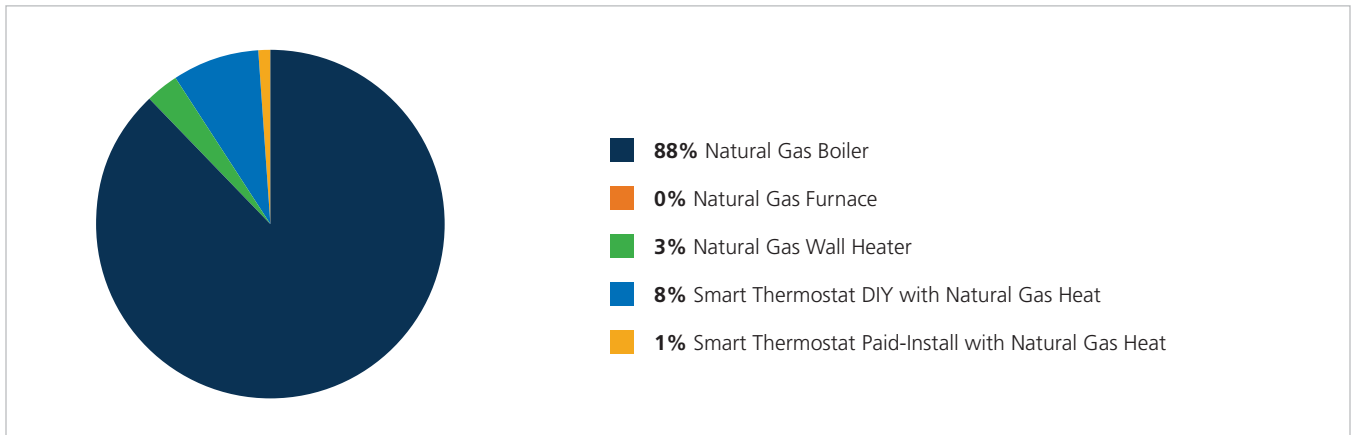 88% Natural Gas Boiler
0% Natural Gas Furnace
3% Natural Gas Wall Heater
8% Smart Thermostat DIY with Natural Gas Heat
1% Smart Thermostat Paid-Install with Natural Gas Heat